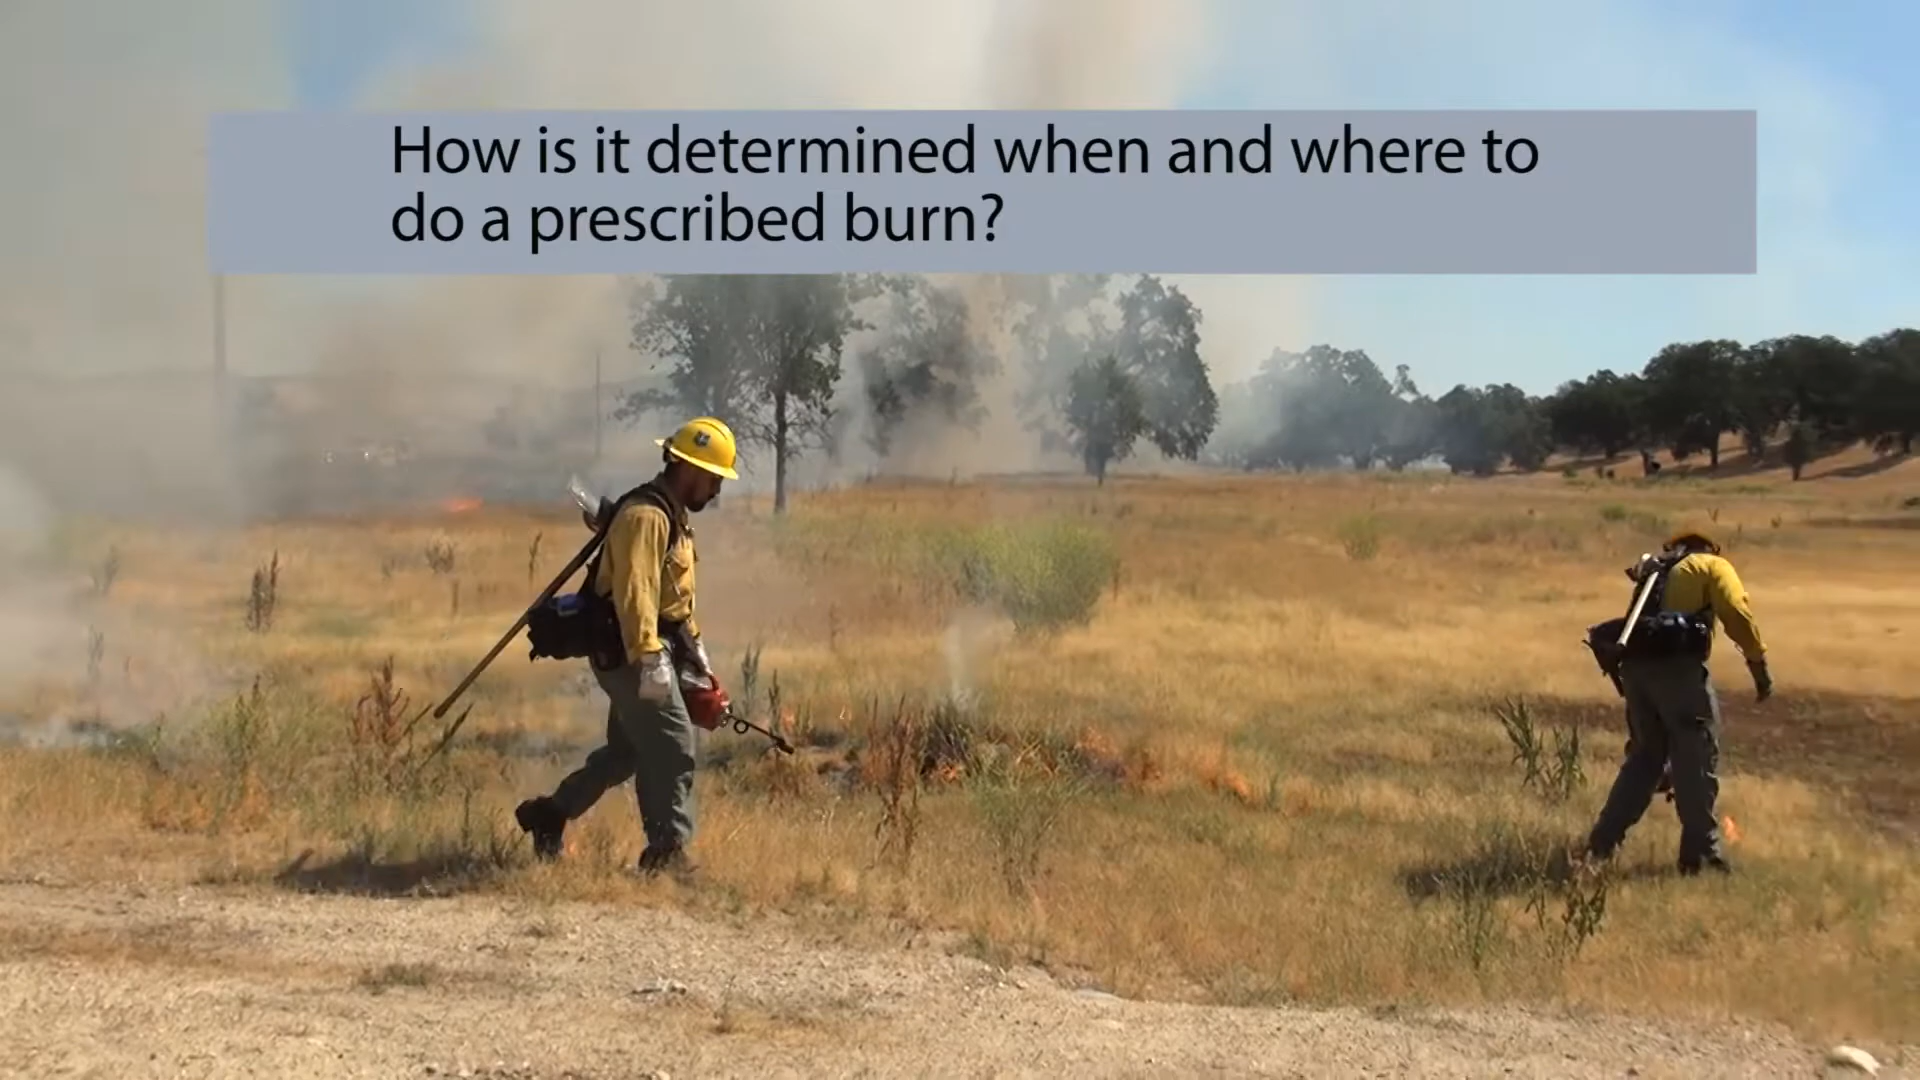 How is it determined when and where to
do a prescribed burn?